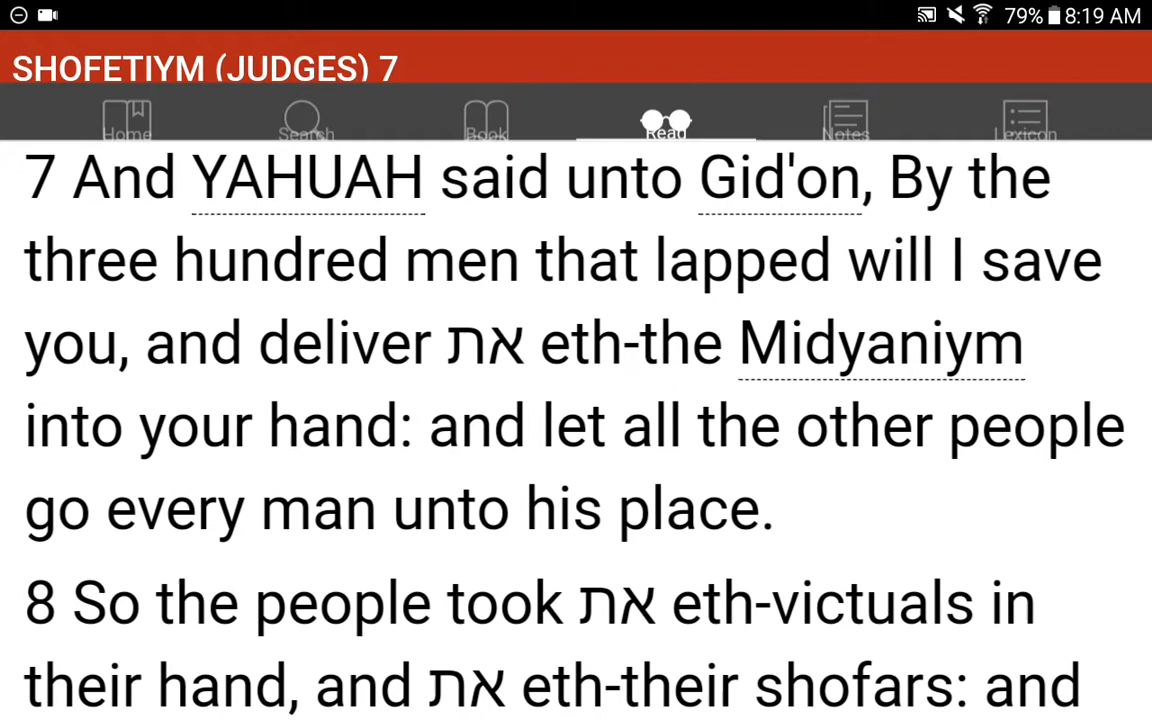 79% 8:19 AM
SHOFETIYM (JUDGES) 7
Home Search Book Read Notes Lexicon
7 And YAHUAH said unto Gid'on, By the
three hundred men that lapped will I save
you, and deliver את eth-the Midyaniym
into your hand: and let all the other people
go every man unto his place.
8 So the people took את eth-victuals in
their hand, and את eth-their shofars: and